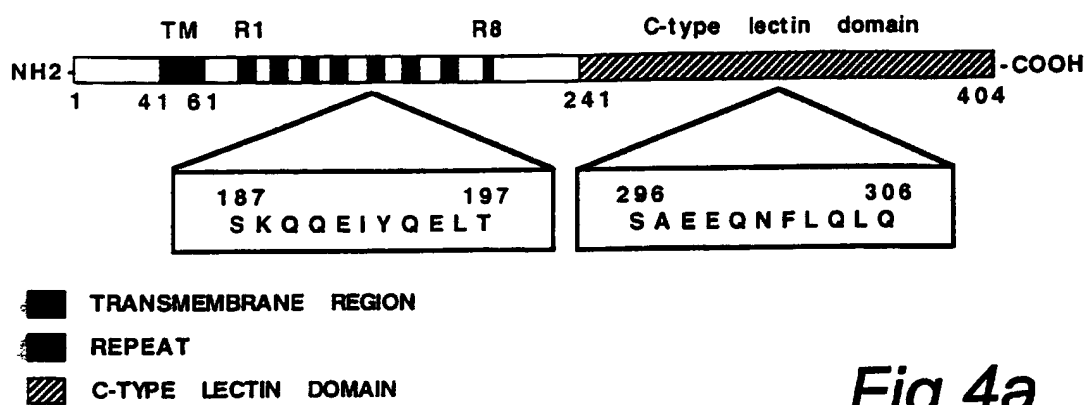 TM R1 R8 C-type lectin domain
NH2- -COOH
1 41 61 241 404
187 197
SKQQEIYQELT
296 306
SAEEQNFLQLQ
TRANSMEMBRANE REGION
REPEAT
C-TYPE LECTIN DOMAIN
Fig 4a